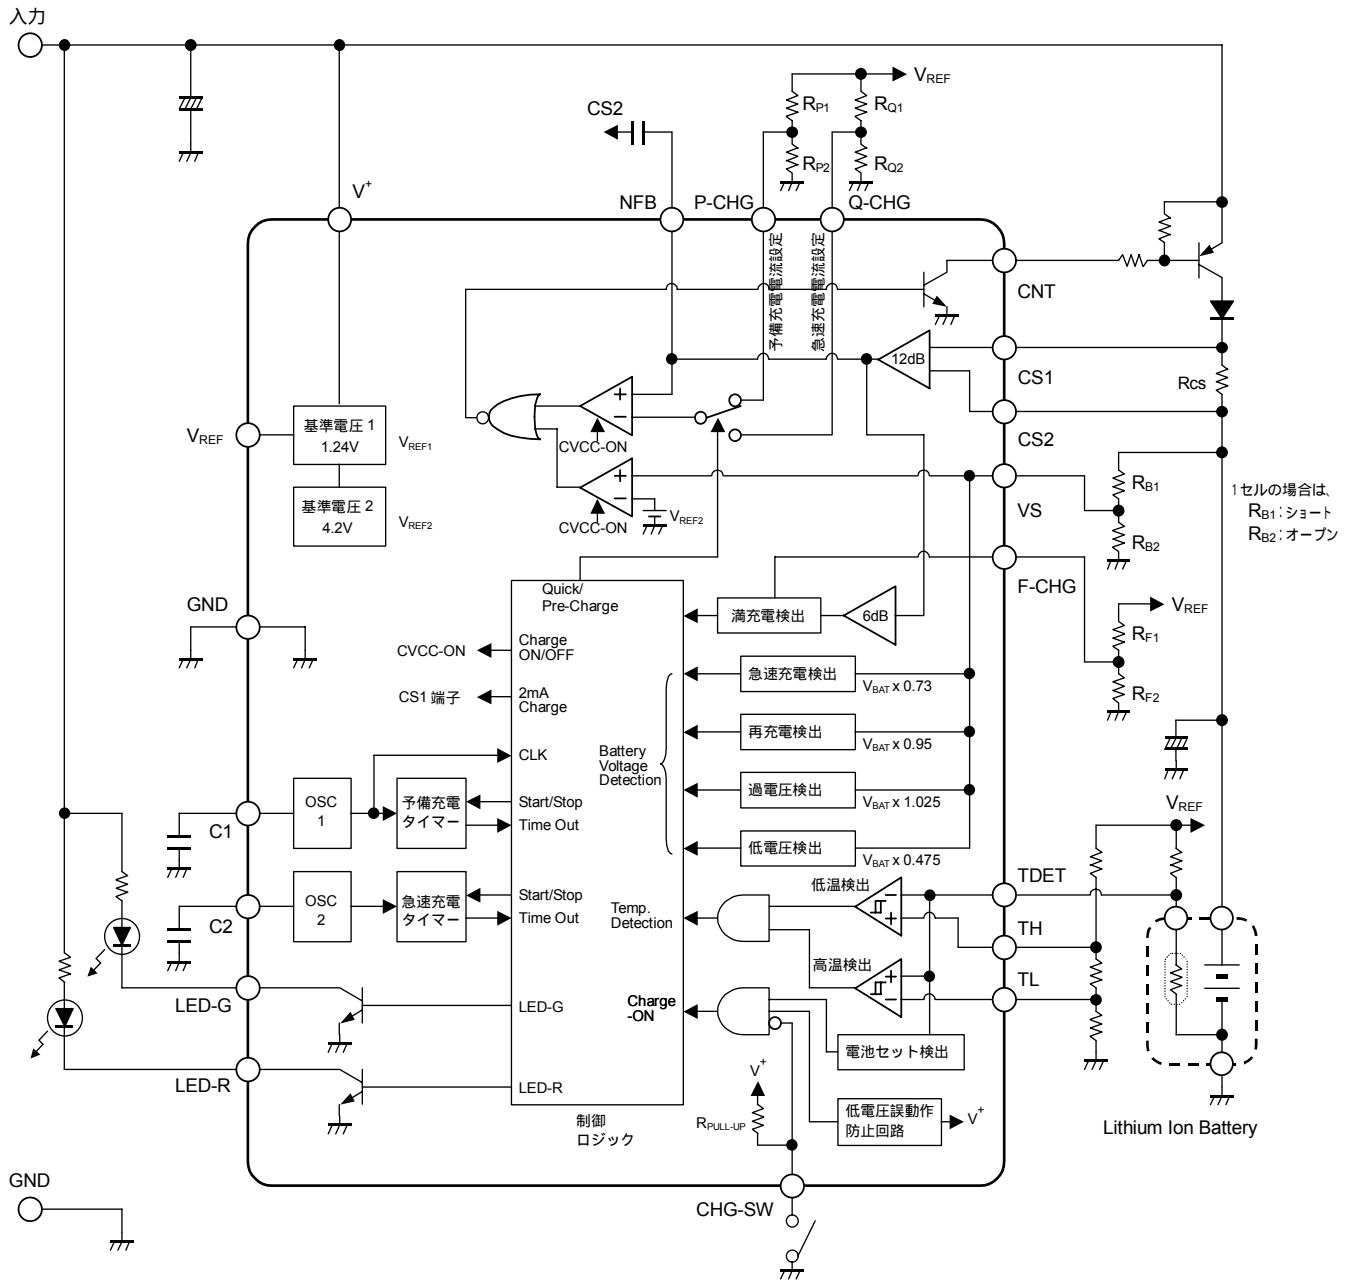 入力
VREF
RP1
RQ1
CS2
RP2
RQ2
V+
NFB
P-CHG
Q-CHG
予備充電電流設定
急速充電電流設定
CNT
12dB
CS1
Rcs
CS2
VREF
基準電圧 1
1.24V
VREF1
CVCC-ON
基準電圧 2
4.2V
VREF2
CVCC-ON
VREF2
VS
RB1
RB2
1セルの場合は、
RB1:ショート
RB2:オープン
F-CHG
GND
Quick/
Pre-Charge
満充電検出
6dB
VREF
RF1
RF2
CVCC-ON
Charge
ON/OFF
急速充電検出
VBAT x 0.73
CS1 端子
2mA
Charge
再充電検出
VBAT x 0.95
CLK
Battery
Voltage
Detection
過電圧検出
VBAT x 1.025
VREF
C1
OSC
1
予備充電
タイマー
Start/Stop
Time Out
低電圧検出
VBAT x 0.475
C2
OSC
2
急速充電
タイマー
Start/Stop
Time Out
Temp.
Detection
低温検出
TDET
TH
高温検出
TL
LED-G
LED-G
Charge
-ON
電池セット検出
LED-R
LED-R
V+
RPULL-UP
低電圧誤動作
防止回路
V+
制御
ロジック
Lithium Ion Battery
GND
CHG-SW